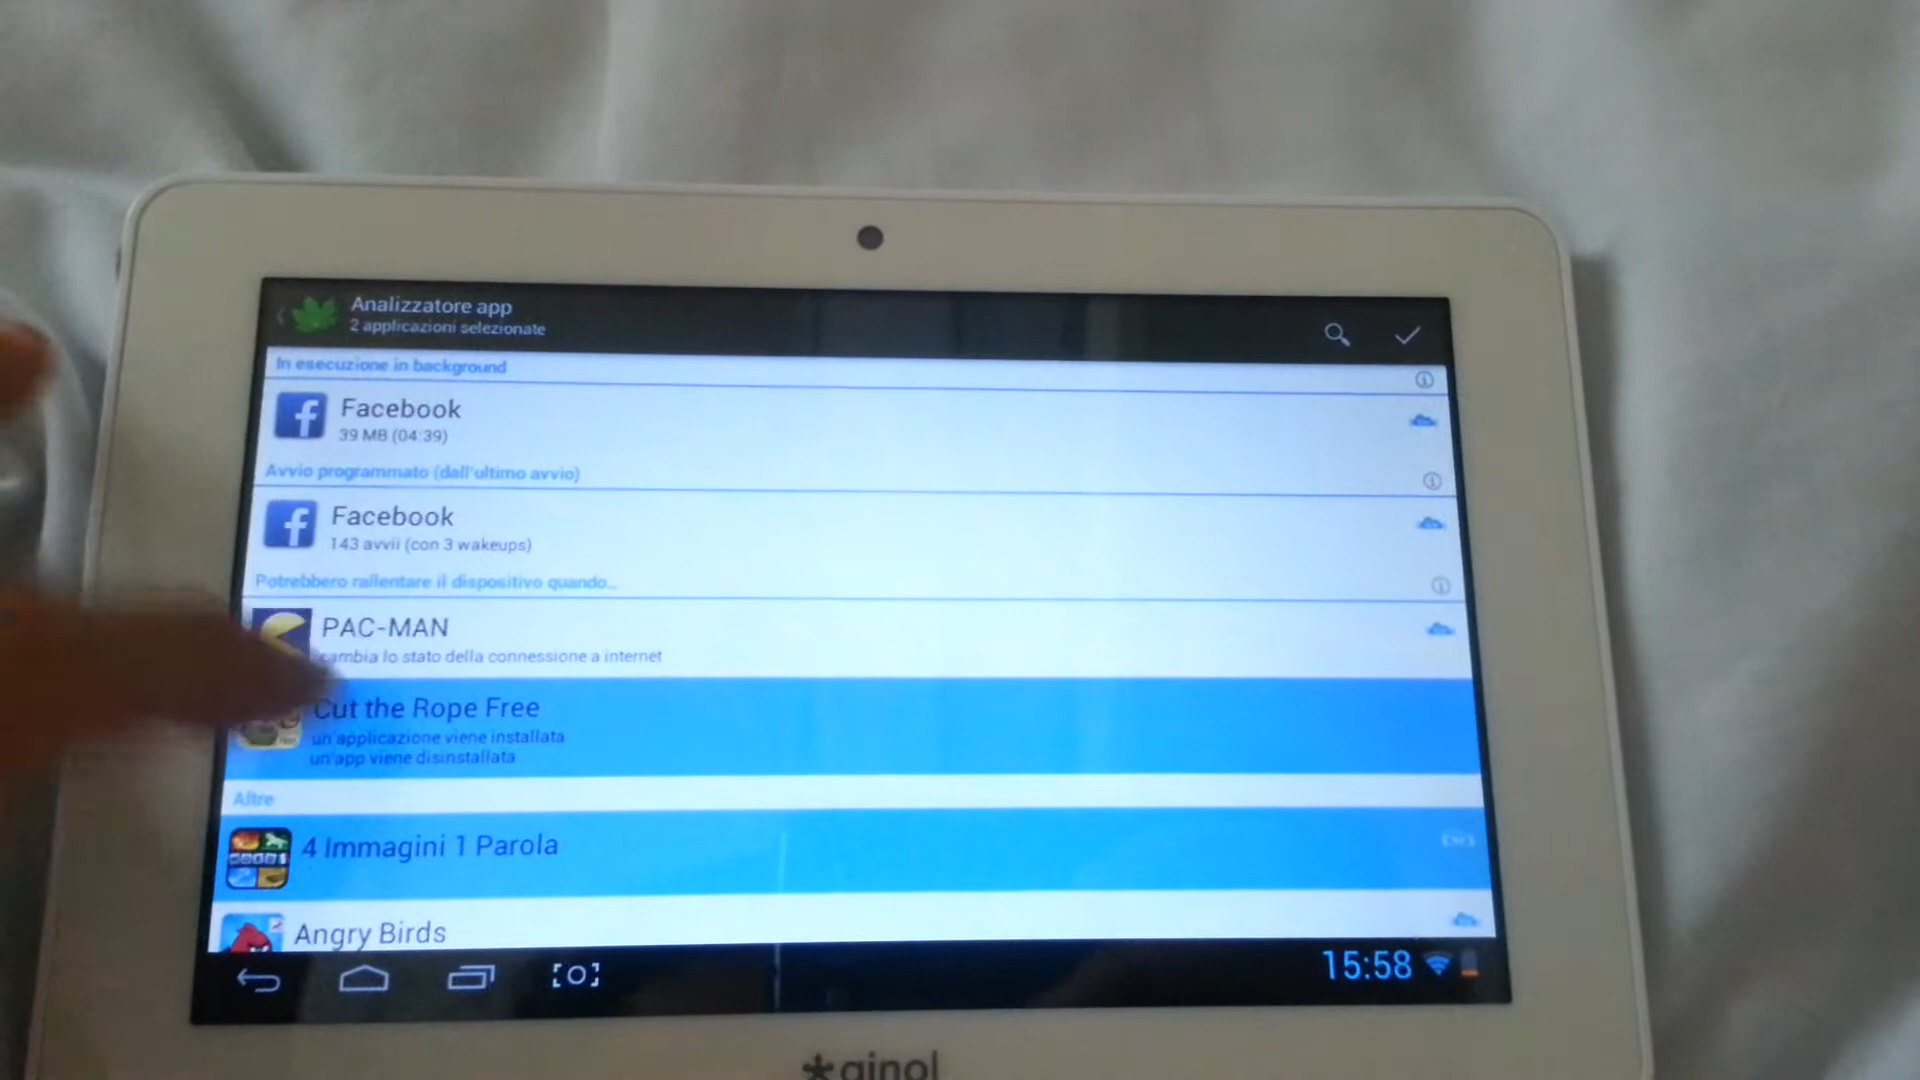 Analizzatore app
2 applicazioni selezionate
In esecuzione in background
Facebook
39 MB (04:39)
Avvio programmato (dall'ultimo avvio)
Facebook
143 avvii (con 3 wakeups)
Potrebbero rallentare il dispositivo quando...
PAC-MAN
cambia lo stato della connessione a internet
Cut the Rope Free
un'applicazione viene installata
un'app viene disinstallata
Altre
4 Immagini 1 Parola
WORDS
Angry Birds
15:58
ainol